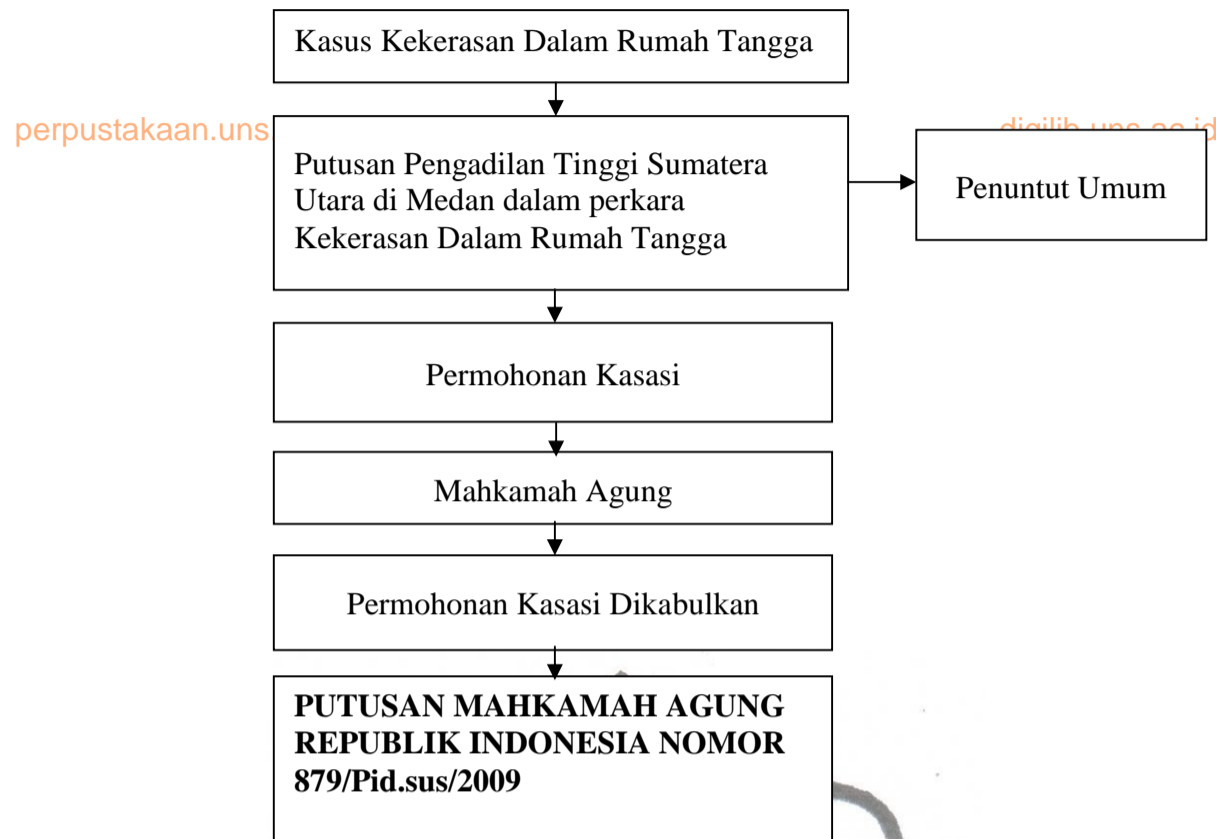 Kasus Kekerasan Dalam Rumah Tangga
perpustakaan.uns
Putusan Pengadilan Tinggi Sumatera
Utara di Medan dalam perkara
Kekerasan Dalam Rumah Tangga
Penuntut Umum
Permohonan Kasasi
Mahkamah Agung
Permohonan Kasasi Dikabulkan
PUTUSAN MAHKAMAH AGUNG
REPUBLIK INDONESIA NOMOR
879/Pid.sus/2009